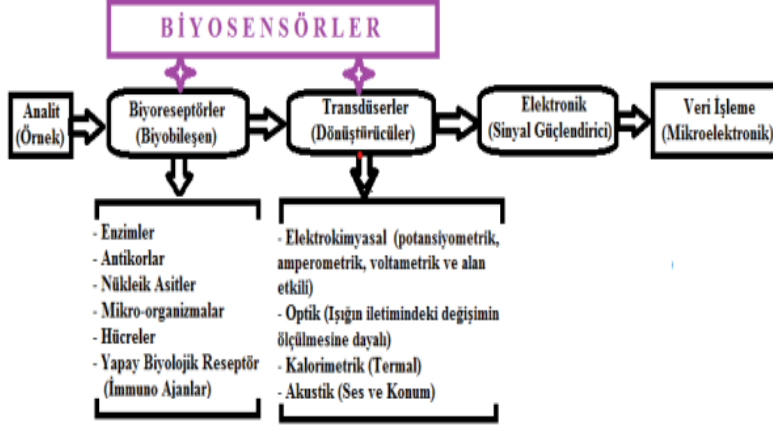 BİYOSENSÖRLER
Analit
(Örnek)
Biyoreseptörler
(Biyobileşen)
Transdüserler
(Dönüştürücüler)
Elektronik
(Sinyal Güçlendirici)
Veri İşleme
(Mikroelektronik)
- Enzimler
- Antikorlar
- Nükleik Asitler
- Mikro-organizmalar
- Hücreler
- Yapay Biyolojik Reseptör
(İmmuno Ajanlar)
- Elektrokimyasal (potansiyometrik,
amperometrik, voltametrik ve alan
etkili)
- Optik (Işığın iletimindeki değişimin
ölçülmesine dayalı)
- Kalorimetrik (Termal)
- Akustik (Ses ve Konum)